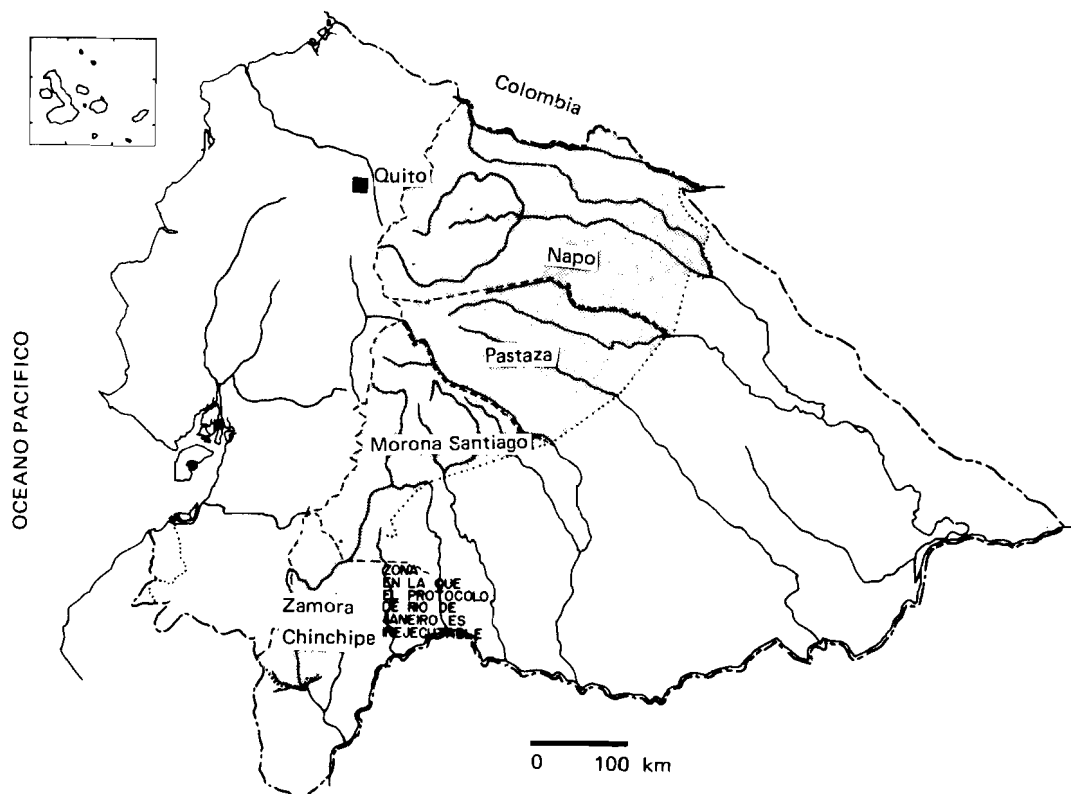 Colombia
Quito
Napo
Pastaza
OCEANO PACIFICO
Morona Santiago
ZONA
EN LA QUE
EL PROTOCOLO
DE RIO DE
JANEIRO ES
INEJECUTABLE
Zamora
Chinchipe
0 100 km